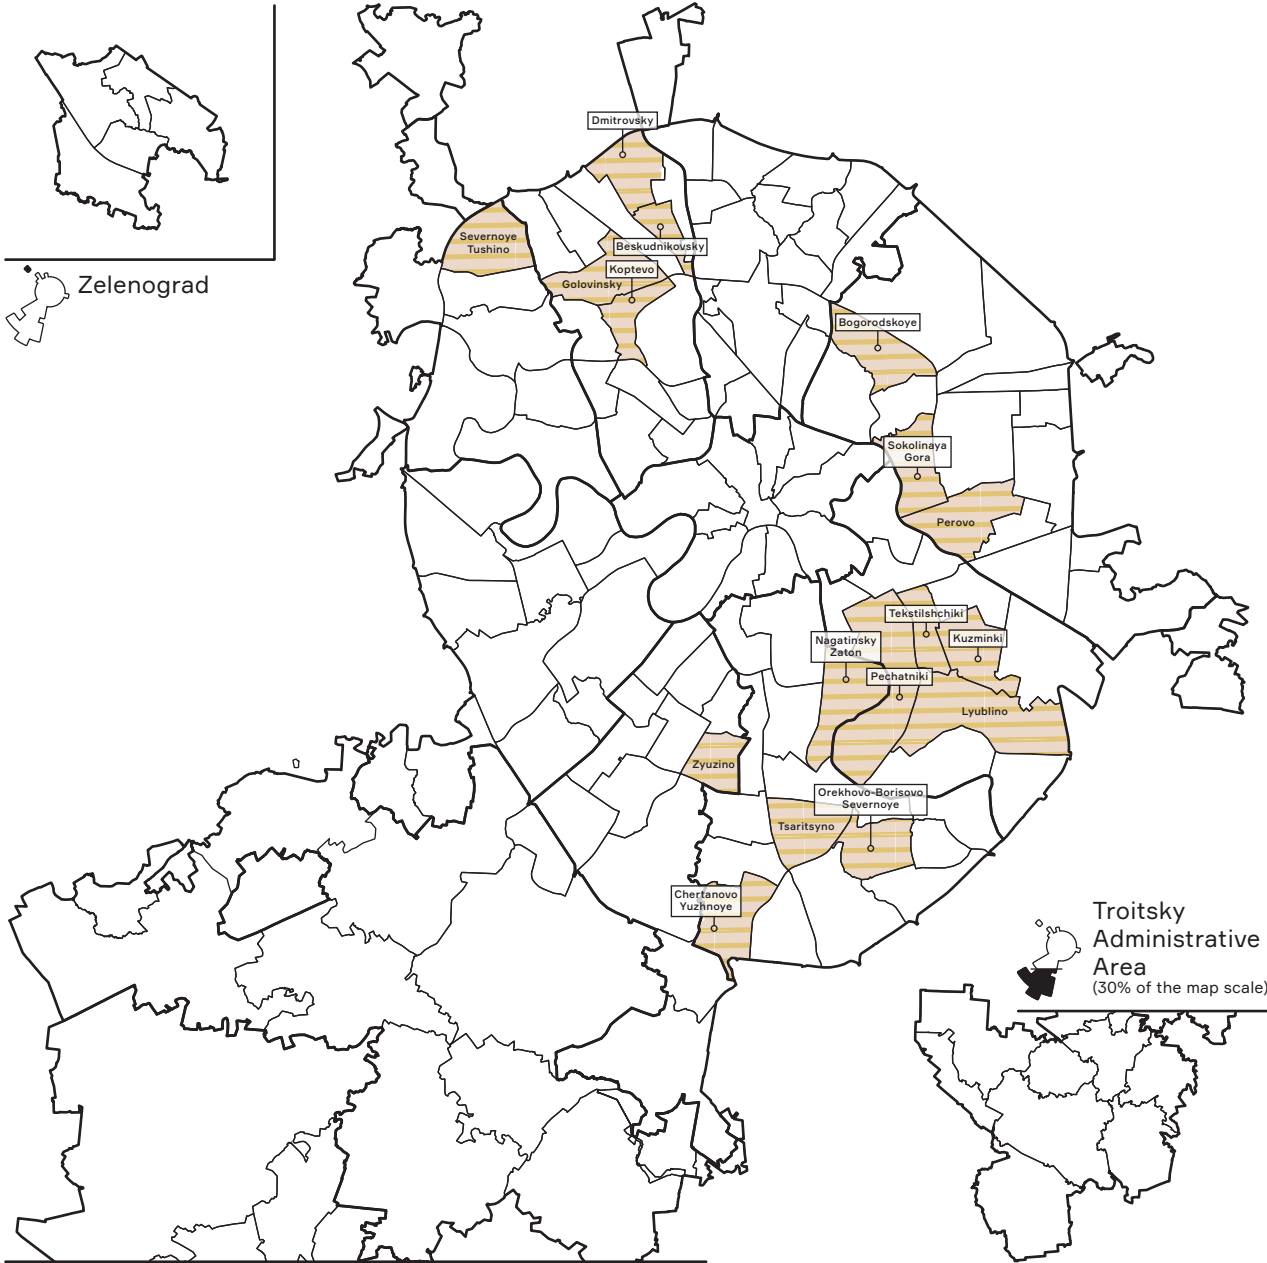 Dmitrovsky
Severnoye
Tushino
Beskudnikovsky
Koptevo
Golovinsky
Zelenograd
Bogorodskoye
Sokolinaya
Gora
Perovo
Tekstilshchiki
Nagatinsky
Zaton
Kuzminki
Pechatniki
Lyublino
Zyuzino
Orekhovo-Borisovo
Severnoye
Tsaritsyno
Chertanovo
Yuzhnoye
Troitsky
Administrative
Area
(30% of the map scale)